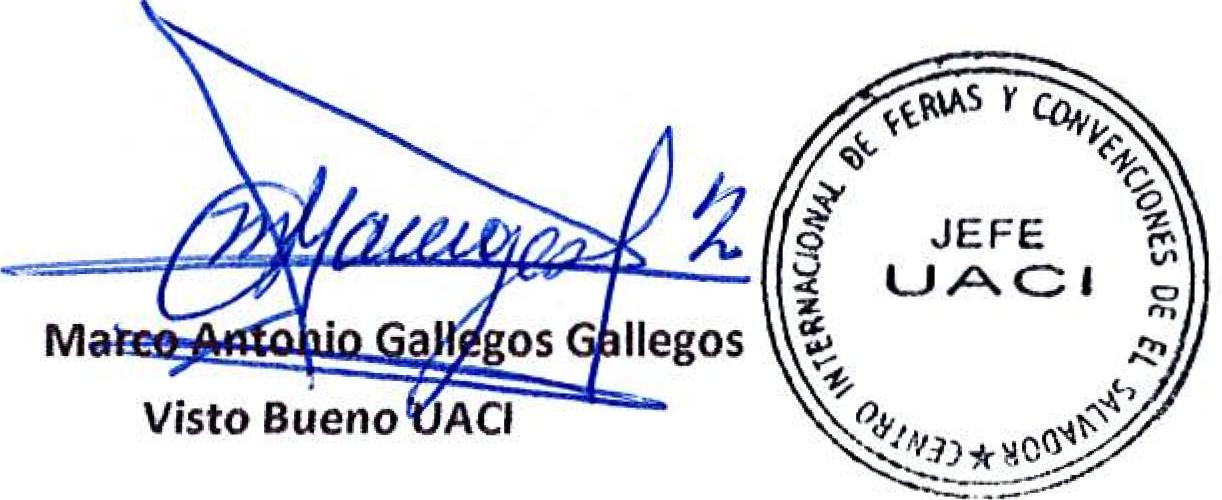 Marco Antonio Gallegos Gallegos
Visto Bueno UACI
CENTRO INTERNACIONAL DE FERIAS Y CONVENCIONES DE EL SALVADOR ★
JEFE
UACI